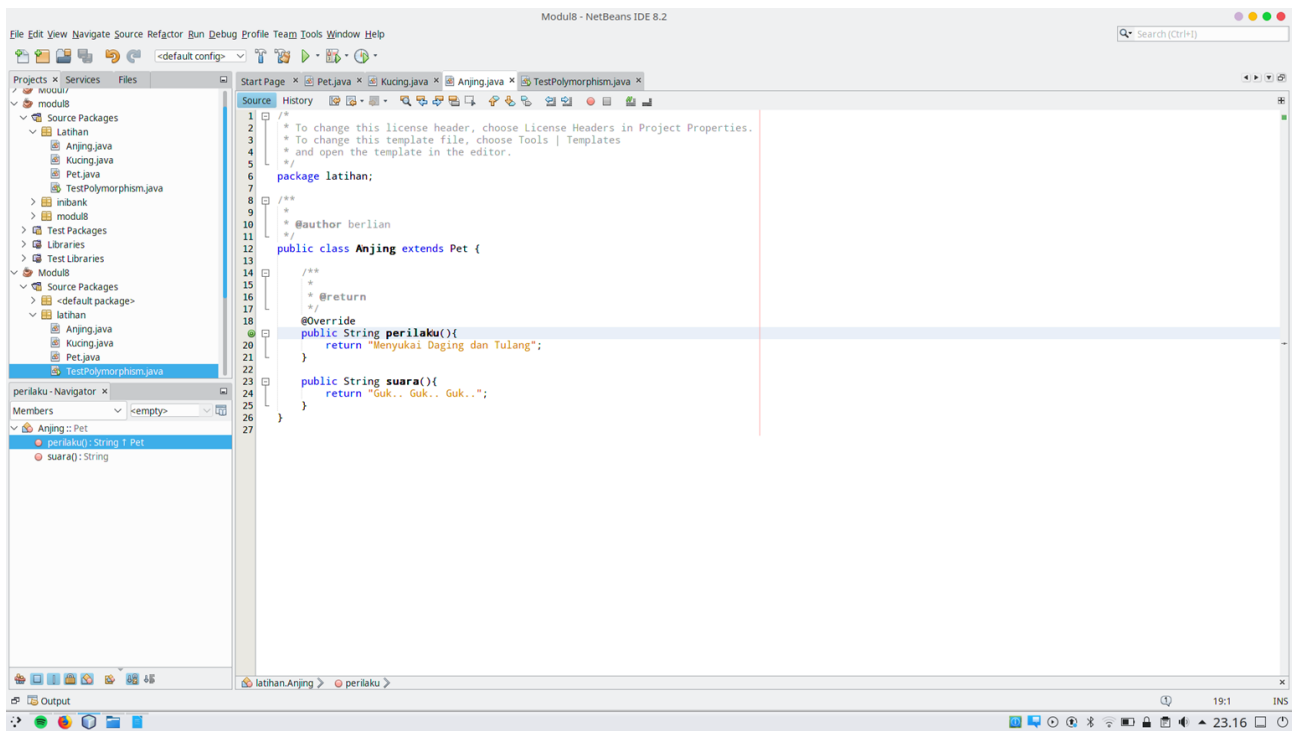 Modul8 - NetBeans IDE 8.2
File Edit View Navigate Source Refactor Run Debug Profile Team Tools Window Help
Search (Ctrl+I)
<default config>
Projects × Services Files
Start Page × Pet.java × Kucing.java × Anjing.java × TestPolymorphism.java ×
Source History
Modul7
modul8
Source Packages
Latihan
Anjing.java
Kucing.java
Pet.java
TestPolymorphism.java
inibank
modul8
Test Packages
Libraries
Test Libraries
Modul8
Source Packages
<default package>
latihan
Anjing.java
Kucing.java
Pet.java
TestPolymorphism.java
perilaku - Navigator ×
Members <empty>
Anjing :: Pet
perilaku() : String ↑ Pet
suara() : String
1 /*
2  * To change this license header, choose License Headers in Project Properties.
3  * To change this template file, choose Tools | Templates
4  * and open the template in the editor.
5  */
6 package latihan;
7
8 /**
9  *
10  * @author berlian
11  */
12 public class Anjing extends Pet {
13
14     /**
15      *
16      * @return
17      */
18     @Override
    public String perilaku(){
20         return "Menyukai Daging dan Tulang";
21     }
22
23     public String suara(){
24         return "Guk.. Guk.. Guk..";
25     }
26 }
27
latihan.Anjing perilaku
Output
19:1 INS
23.16